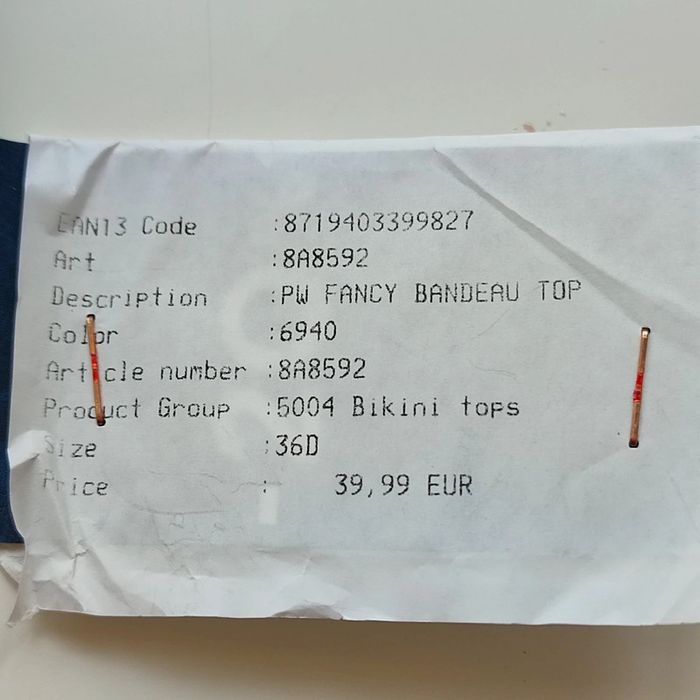 EAN13 Code :8719403399827
Art :8A8592
Description :PW FANCY BANDEAU TOP
Color :6940
Article number :8A8592
Product Group :5004 Bikini tops
Size :36D
Price : 39,99 EUR